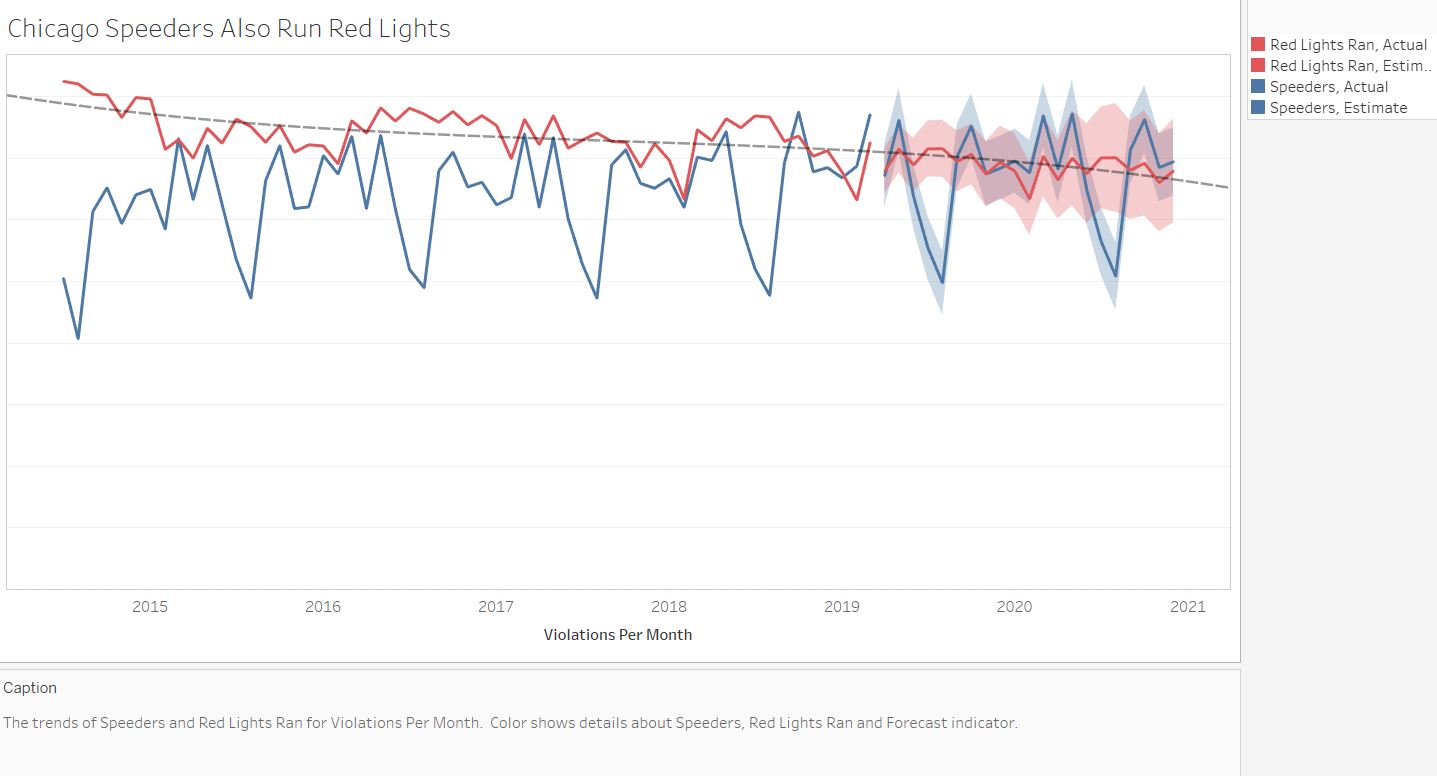 Chicago Speeders Also Run Red Lights
Red Lights Ran, Actual
Red Lights Ran, Estim..
Speeders, Actual
Speeders, Estimate
2015 2016 2017 2018 2019 2020 2021
Violations Per Month
Caption
The trends of Speeders and Red Lights Ran for Violations Per Month. Color shows details about Speeders, Red Lights Ran and Forecast indicator.